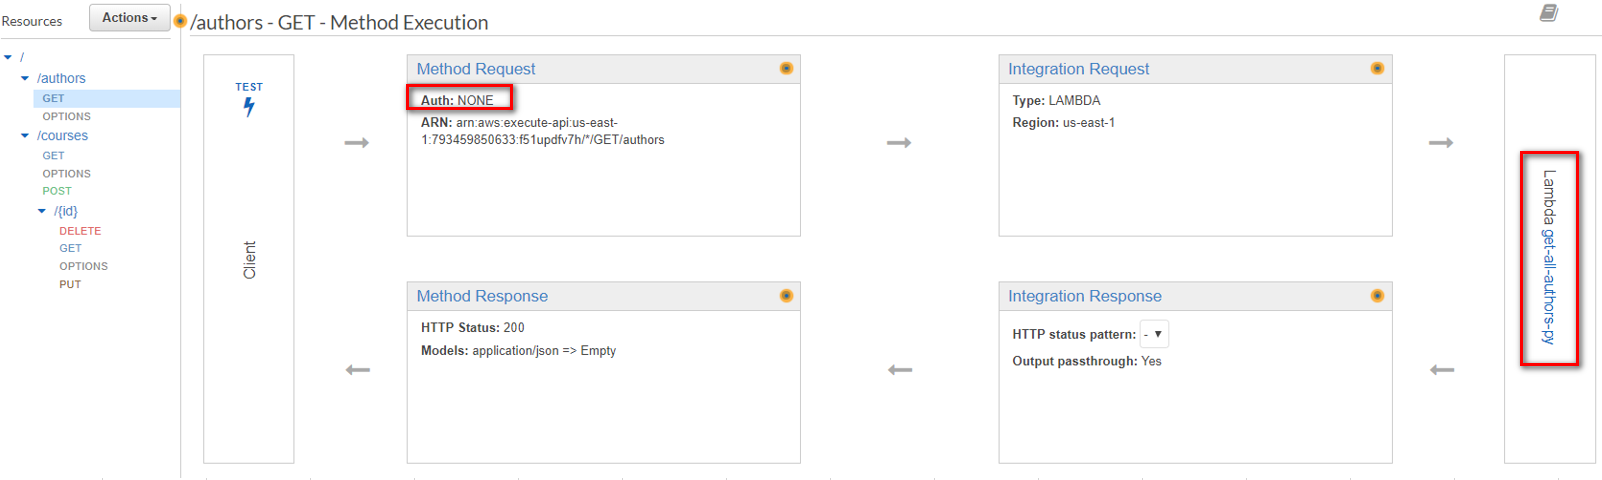 Resources
Actions
/authors - GET - Method Execution
/
/authors
GET
OPTIONS
/courses
GET
OPTIONS
POST
/{id}
DELETE
GET
OPTIONS
PUT
TEST
Client
Method Request
Auth: NONE
ARN: arn:aws:execute-api:us-east-
1:793459850633:f51updfv7h/*/GET/authors
Integration Request
Type: LAMBDA
Region: us-east-1
Lambda get-all-authors-py
Method Response
HTTP Status: 200
Models: application/json => Empty
Integration Response
HTTP status pattern: -
Output passthrough: Yes